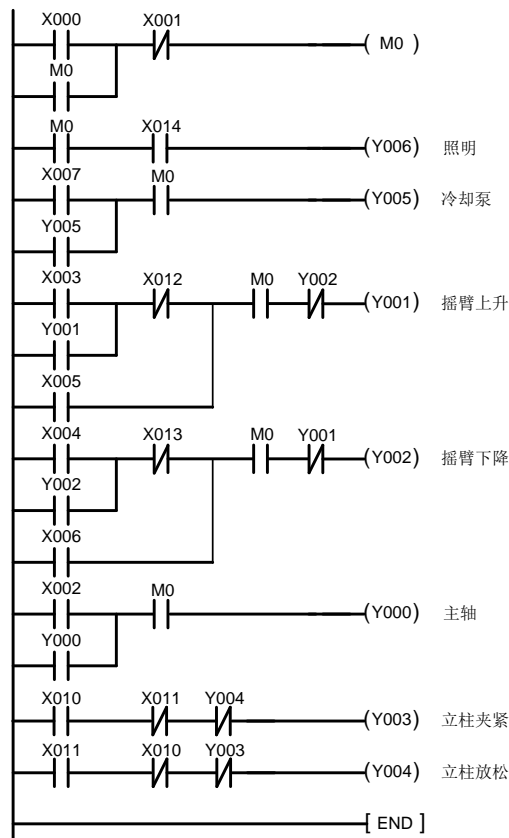 X000 X001
( M0 )
M0
M0 X014
(Y006) 照明
X007 M0
(Y005) 冷却泵
Y005
X003 X012 M0 Y002
(Y001) 摇臂上升
Y001
X005
X004 X013 M0 Y001
(Y002) 摇臂下降
Y002
X006
X002 M0
(Y000) 主轴
Y000
X010 X011 Y004
(Y003) 立柱夹紧
X011 X010 Y003
(Y004) 立柱放松
[ END ]